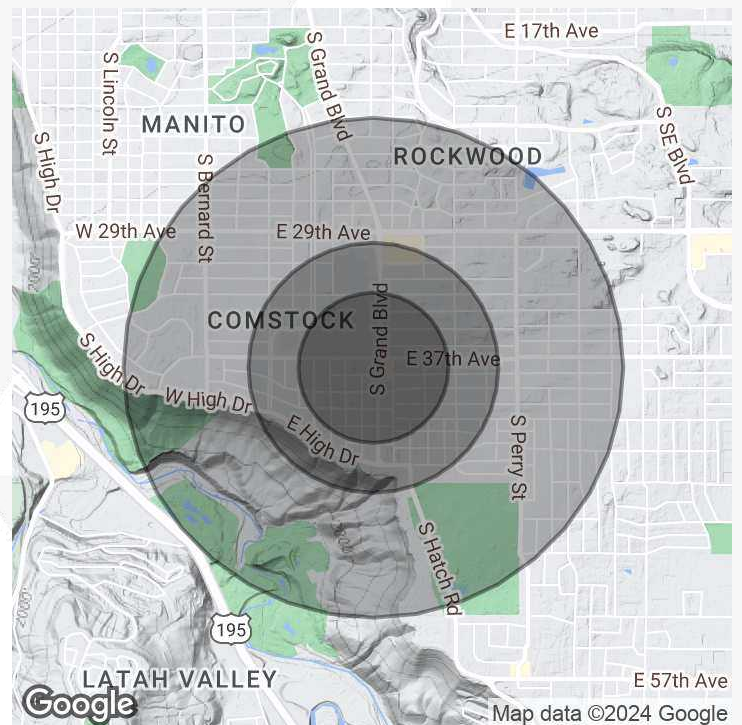 E 17th Ave
S Grand Blvd
S Lincoln St
MANITO
S High Dr
S Bernard St
ROCKWOOD
S SE Blvd
W 29th Ave
E 29th Ave
COMSTOCK
S Grand Blvd
E 37th Ave
S High Dr
W High Dr
195
E High Dr
S Perry St
S Hatch Rd
195
LATAH VALLEY
E 57th Ave
Google
Map data ©2024 Google
2000
2000